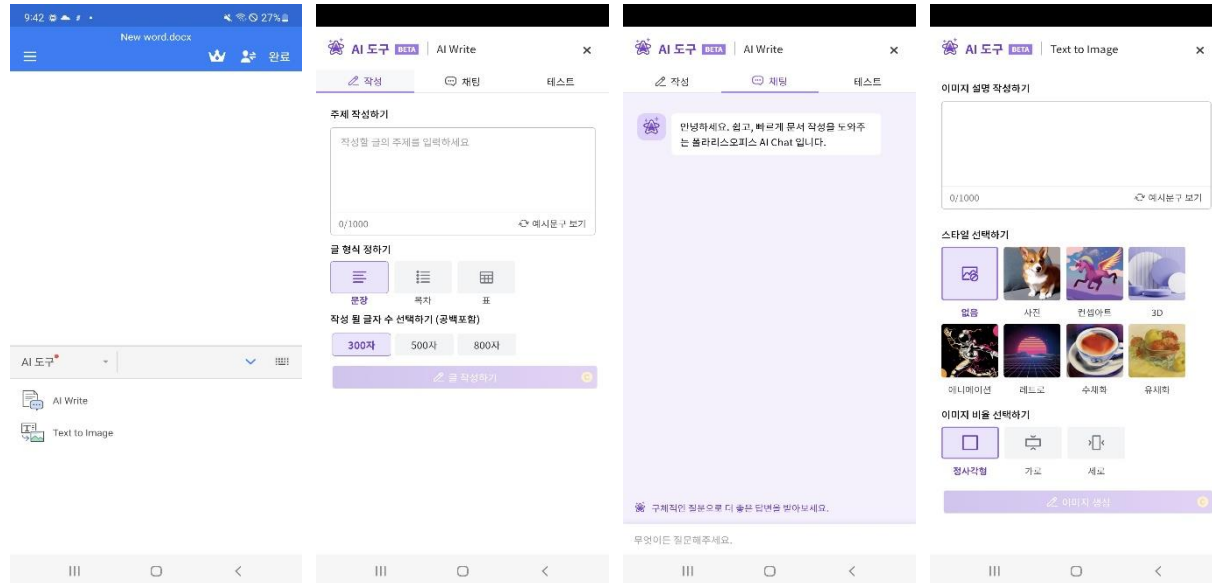 9:42
27%
New word.docx
완료
AI 도구
AI Write
Text to Image
AI 도구 BETA | AI Write ×
작성 채팅 테스트
주제 작성하기
작성할 글의 주제를 입력하세요
0/1000 예시문구 보기
글 형식 정하기
문장 목차 표
작성 될 글자 수 선택하기 (공백포함)
300자 500자 800자
글 작성하기 C
AI 도구 BETA | AI Write ×
작성 채팅 테스트
안녕하세요. 쉽고, 빠르게 문서 작성을 도와주
는 폴라리스오피스 AI Chat 입니다.
구체적인 질문으로 더 좋은 답변을 받아보세요.
무엇이든 질문해주세요.
AI 도구 BETA | Text to Image ×
이미지 설명 작성하기
0/1000 예시문구 보기
스타일 선택하기
없음 사진 컨셉아트 3D
애니메이션 레트로 수채화 유채화
이미지 비율 선택하기
정사각형 가로 세로
이미지 생성 C